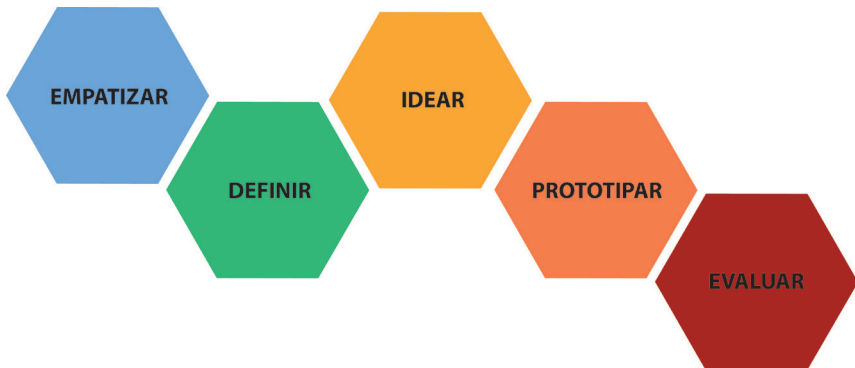 EMPATIZAR
DEFINIR
IDEAR
PROTOTIPAR
EVALUAR